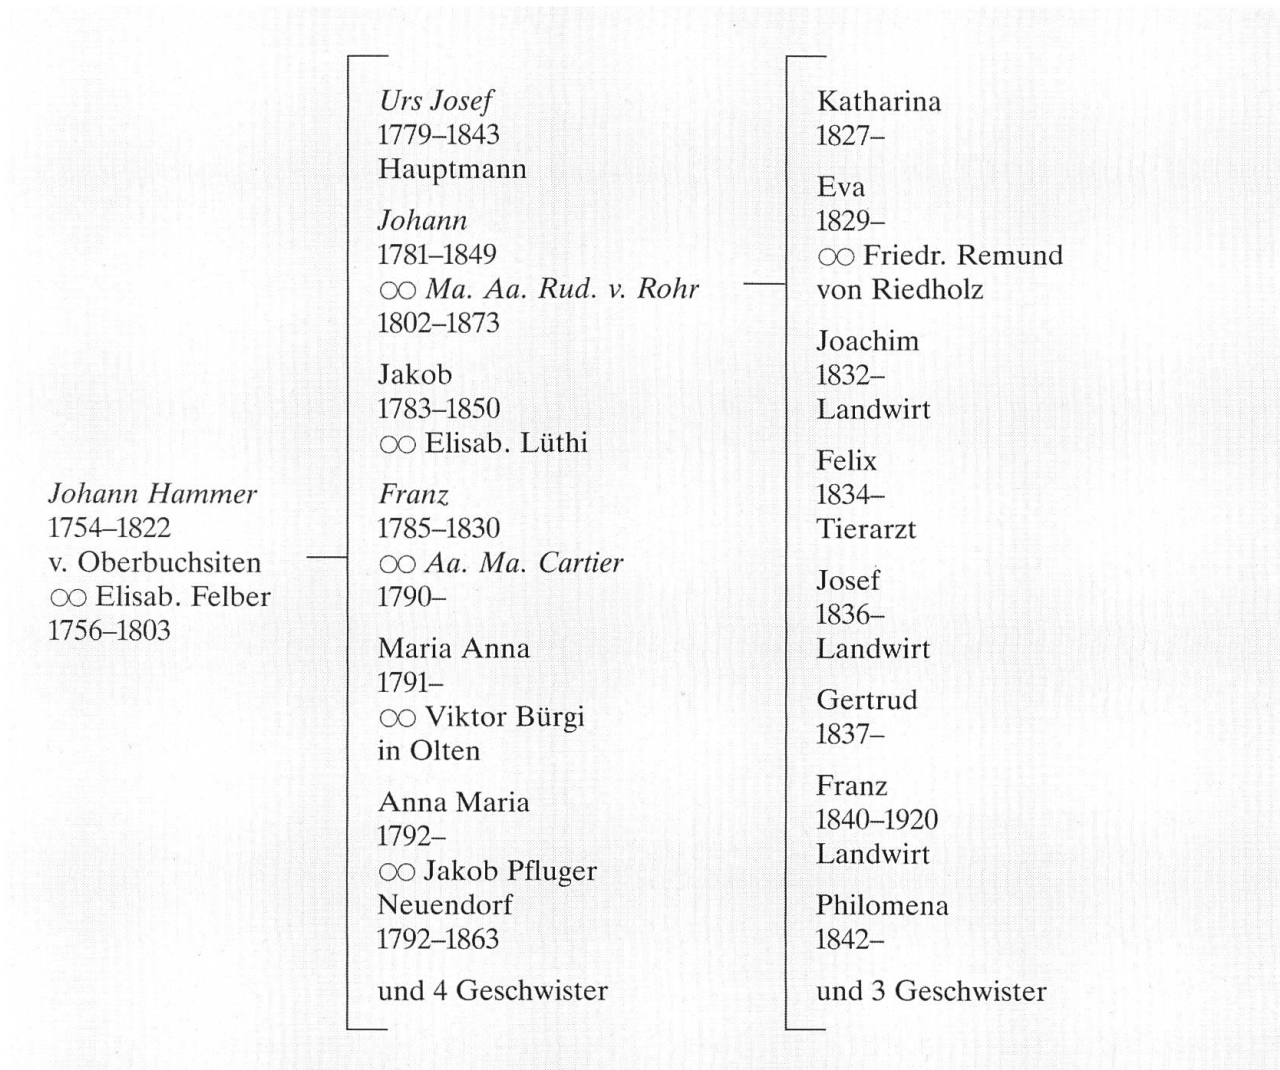 Johann Hammer
1754–1822
v. Oberbuchsiten
∞ Elisab. Felber
1756–1803
Urs Josef
1779–1843
Hauptmann
Johann
1781–1849
∞ Ma. Aa. Rud. v. Rohr
1802–1873
Jakob
1783–1850
∞ Elisab. Lüthi
Franz
1785–1830
∞ Aa. Ma. Cartier
1790–
Maria Anna
1791–
∞ Viktor Bürgi
in Olten
Anna Maria
1792–
∞ Jakob Pfluger
Neuendorf
1792–1863
und 4 Geschwister
Katharina
1827–
Eva
1829–
∞ Friedr. Remund
von Riedholz
Joachim
1832–
Landwirt
Felix
1834–
Tierarzt
Josef
1836–
Landwirt
Gertrud
1837–
Franz
1840–1920
Landwirt
Philomena
1842–
und 3 Geschwister